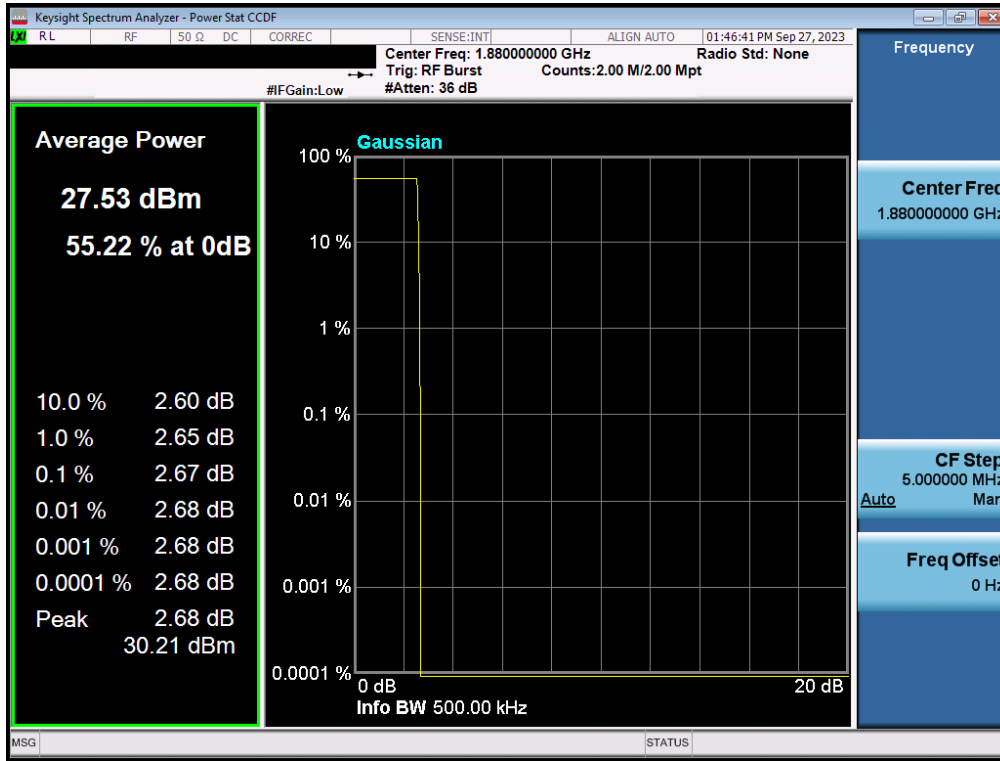 Keysight Spectrum Analyzer - Power Stat CCDF
LXI RL RF 50 Ω DC CORREC SENSE:INT ALIGN AUTO 01:46:41 PM Sep 27, 2023
Center Freq: 1.880000000 GHz Radio Std: None
Trig: RF Burst Counts:2.00 M/2.00 Mpt
#IFGain:Low #Atten: 36 dB
Frequency
Average Power
27.53 dBm
55.22 % at 0dB
10.0 % 2.60 dB
1.0 % 2.65 dB
0.1 % 2.67 dB
0.01 % 2.68 dB
0.001 % 2.68 dB
0.0001 % 2.68 dB
Peak 2.68 dB
30.21 dBm
Gaussian
100 %
10 %
1 %
0.1 %
0.01 %
0.001 %
0.0001 %
0 dB 20 dB
Info BW 500.00 kHz
Center Freq
1.880000000 GHz
CF Step
5.000000 MHz
Auto Man
Freq Offset
0 Hz
MSG STATUS